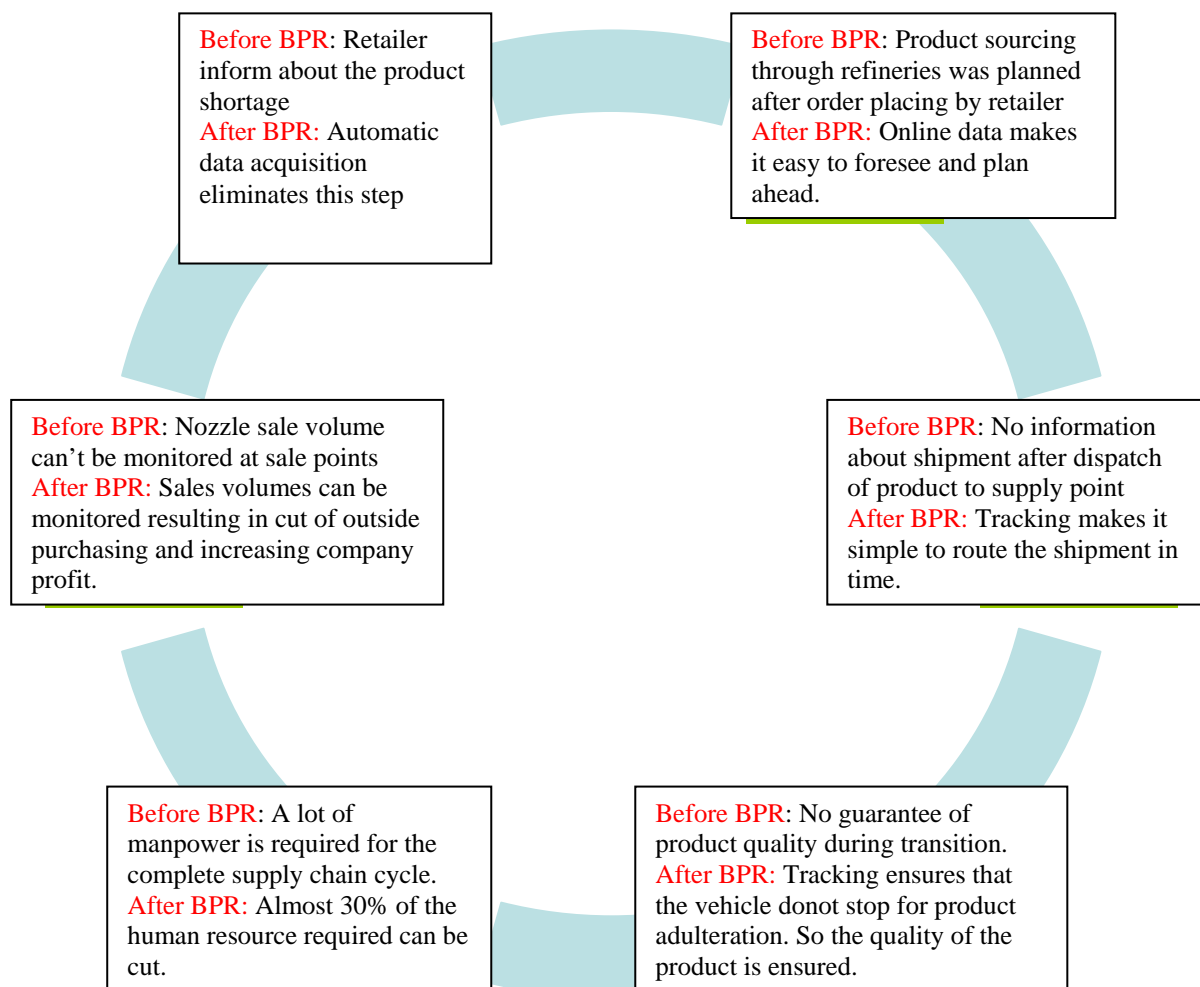 Before BPR: Retailer
inform about the product
shortage
After BPR: Automatic
data acquisition
eliminates this step
Before BPR: Product sourcing
through refineries was planned
after order placing by retailer
After BPR: Online data makes
it easy to foresee and plan
ahead.
Before BPR: Nozzle sale volume
can’t be monitored at sale points
After BPR: Sales volumes can be
monitored resulting in cut of outside
purchasing and increasing company
profit.
Before BPR: No information
about shipment after dispatch
of product to supply point
After BPR: Tracking makes it
simple to route the shipment in
time.
Before BPR: A lot of
manpower is required for the
complete supply chain cycle.
After BPR: Almost 30% of the
human resource required can be
cut.
Before BPR: No guarantee of
product quality during transition.
After BPR: Tracking ensures that
the vehicle donot stop for product
adulteration. So the quality of the
product is ensured.